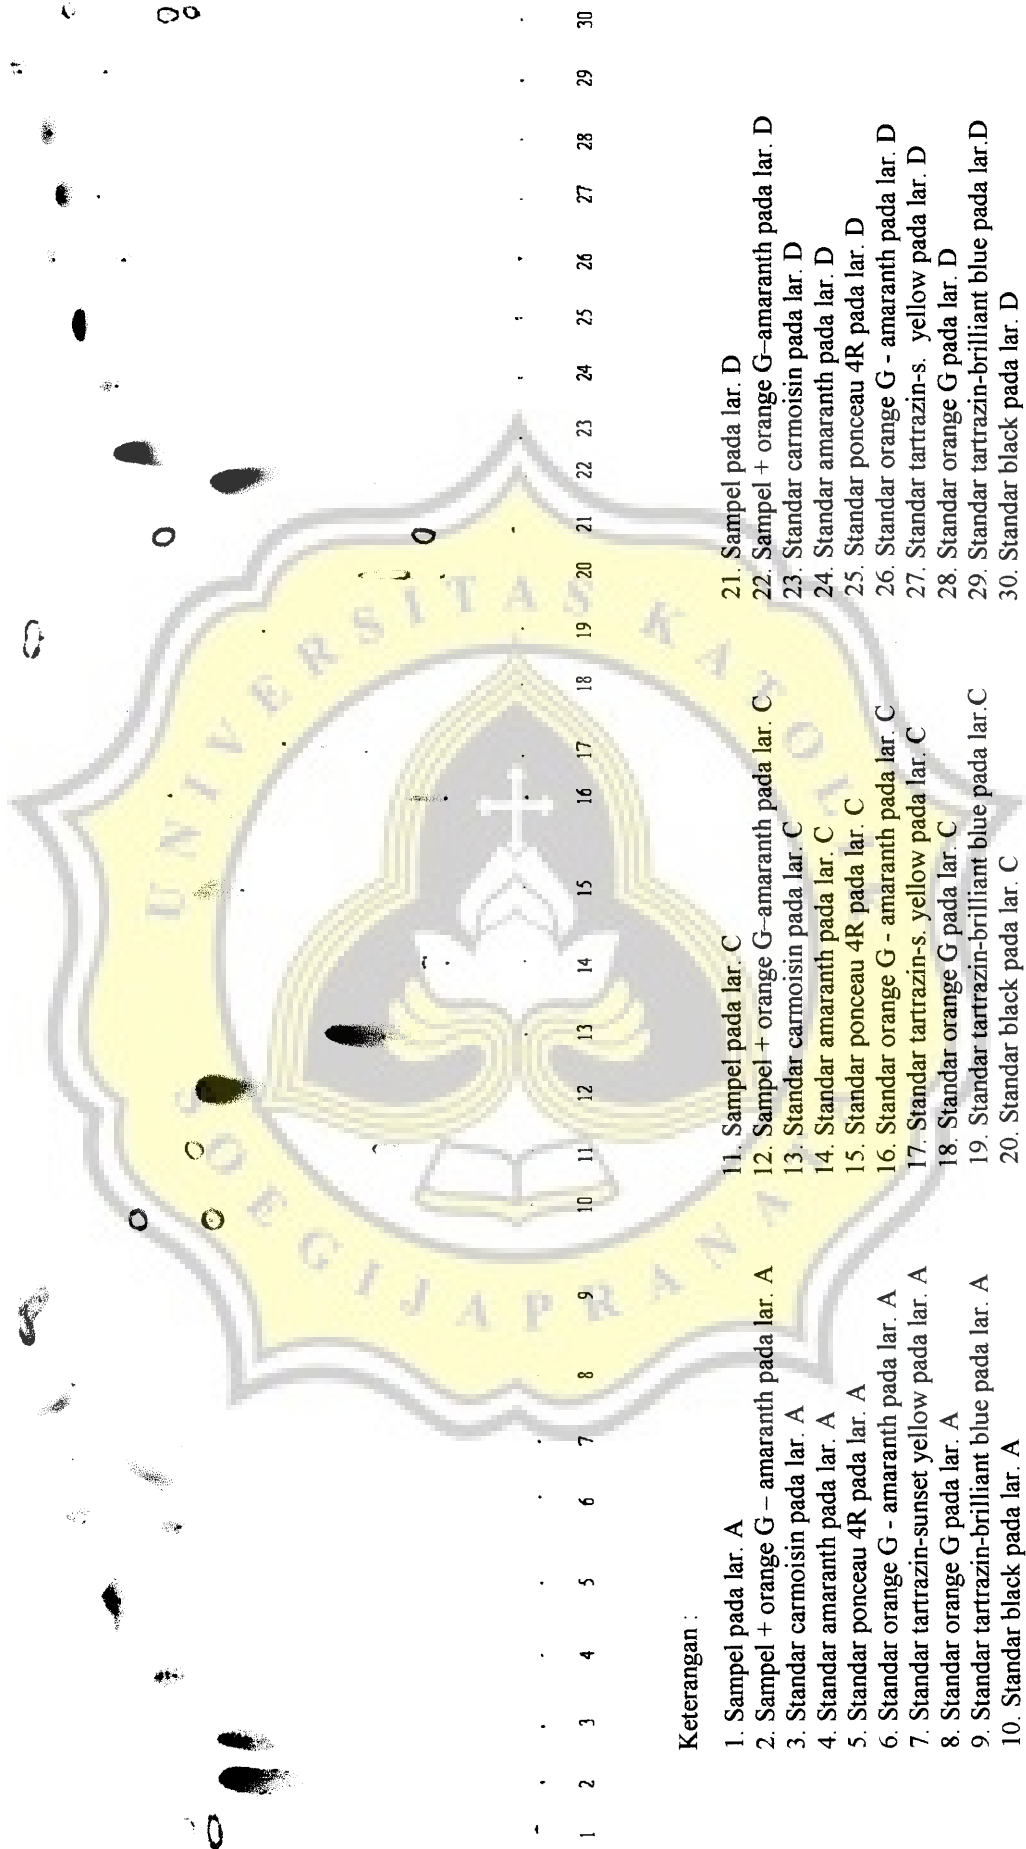 1 2 3 4 5 6 7 8 9 10 11 12 13 14 15 16 17 18 19 20 21 22 23 24 25 26 27 28 29 30
UNIVERSITAS KATOLIK
SOEGIJAPRANATA
Keterangan :
1. Sampel pada lar. A
2. Sampel + orange G – amaranth pada lar. A
3. Standar carmoisin pada lar. A
4. Standar amaranth pada lar. A
5. Standar ponceau 4R pada lar. A
6. Standar orange G - amaranth pada lar. A
7. Standar tartrazin-sunset yellow pada lar. A
8. Standar orange G pada lar. A
9. Standar tartrazin-brilliant blue pada lar. A
10. Standar black pada lar. A
11. Sampel pada lar. C
12. Sampel + orange G–amaranth pada lar. C
13. Standar carmoisin pada lar. C
14. Standar amaranth pada lar. C
15. Standar ponceau 4R pada lar. C
16. Standar orange G - amaranth pada lar. C
17. Standar tartrazin-s. yellow pada lar. C
18. Standar orange G pada lar. C
19. Standar tartrazin-brilliant blue pada lar.C
20. Standar black pada lar. C
21. Sampel pada lar. D
22. Sampel + orange G–amaranth pada lar. D
23. Standar carmoisin pada lar. D
24. Standar amaranth pada lar. D
25. Standar ponceau 4R pada lar. D
26. Standar orange G - amaranth pada lar. D
27. Standar tartrazin-s. yellow pada lar. D
28. Standar orange G pada lar. D
29. Standar tartrazin-brilliant blue pada lar.D
30. Standar black pada lar. D